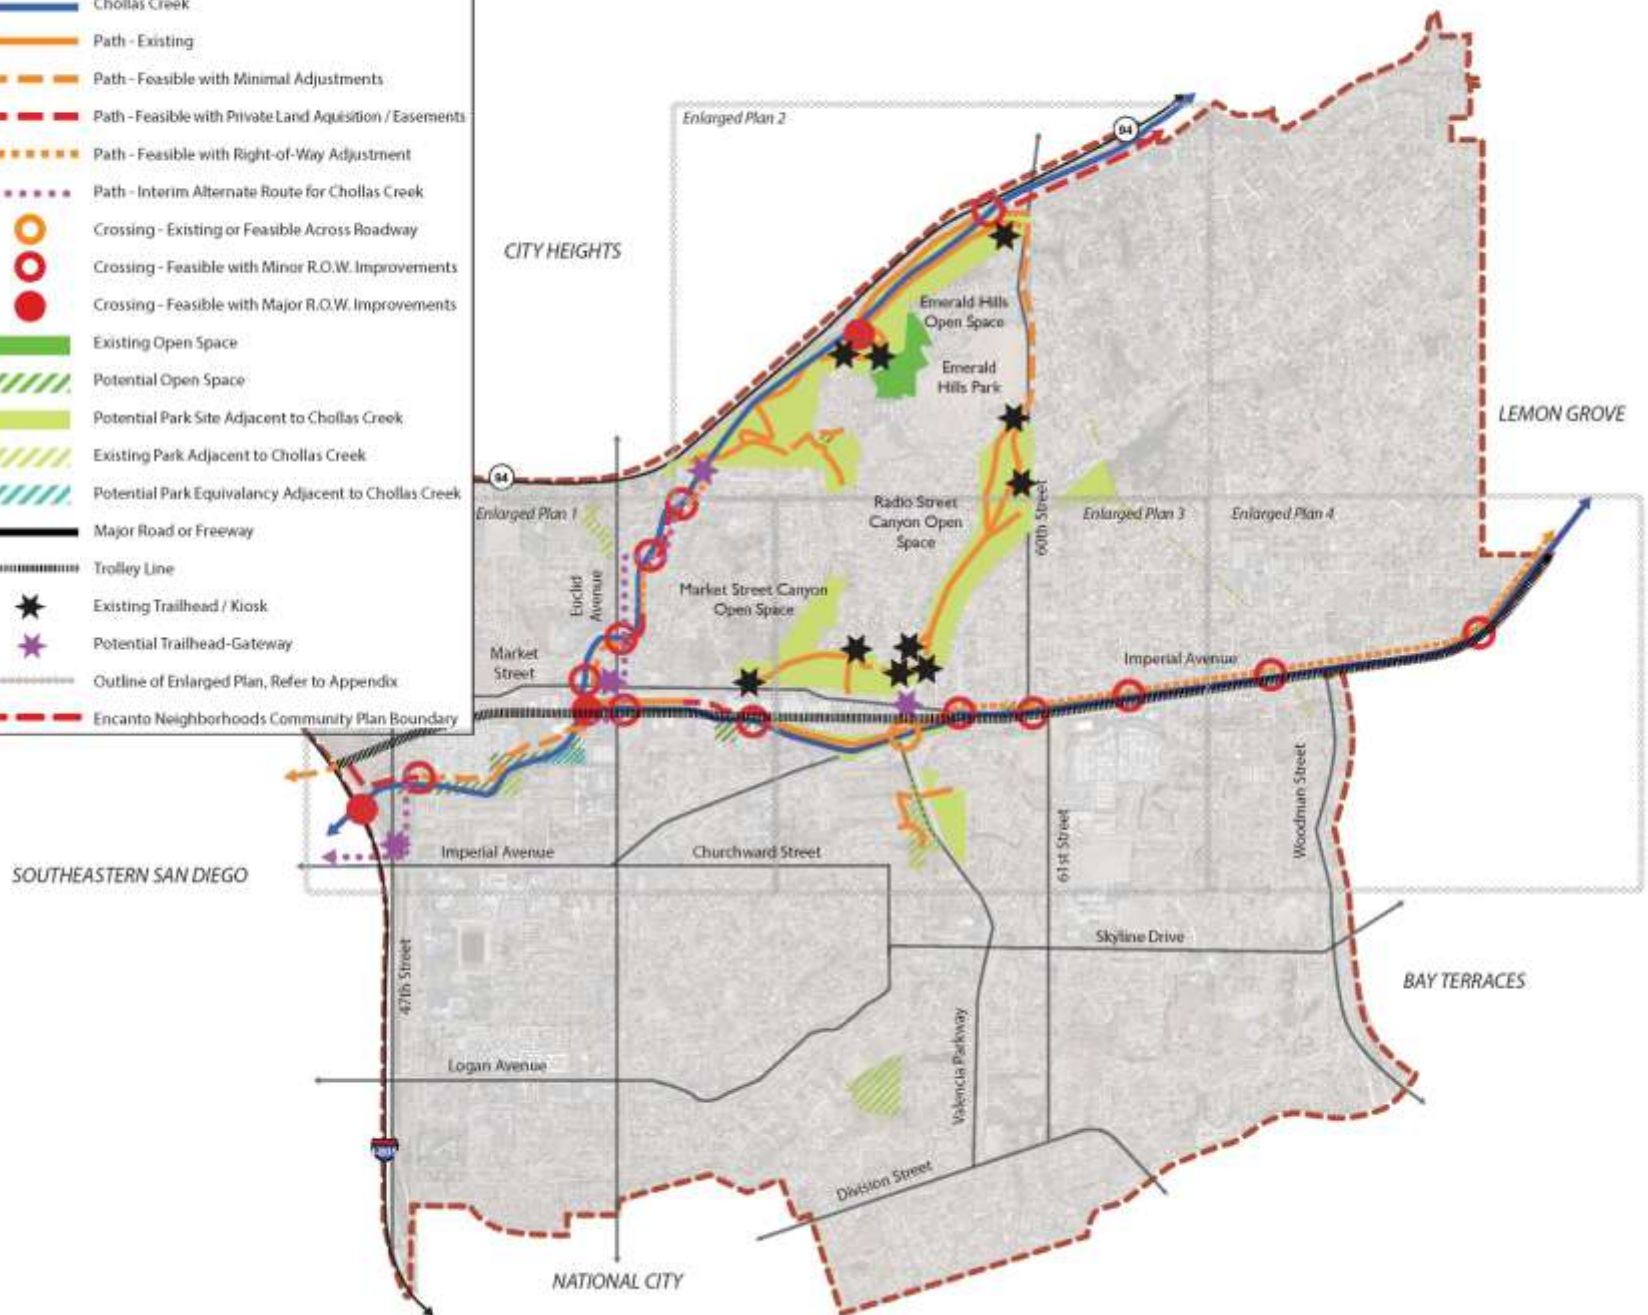 Chollas Creek
Path - Existing
Path - Feasible with Minimal Adjustments
Path - Feasible with Private Land Aquisition / Easements
Path - Feasible with Right-of-Way Adjustment
Path - Interim Alternate Route for Chollas Creek
Crossing - Existing or Feasible Across Roadway
Crossing - Feasible with Minor R.O.W. Improvements
Crossing - Feasible with Major R.O.W. Improvements
Existing Open Space
Potential Open Space
Potential Park Site Adjacent to Chollas Creek
Existing Park Adjacent to Chollas Creek
Potential Park Equivalancy Adjacent to Chollas Creek
Major Road or Freeway
Trolley Line
Existing Trailhead / Kiosk
Potential Trailhead-Gateway
Outline of Enlarged Plan, Refer to Appendix
Encanto Neighborhoods Community Plan Boundary
Enlarged Plan 2
94
CITY HEIGHTS
Emerald Hills
Open Space
Emerald
Hills Park
LEMON GROVE
94
Enlarged Plan 1
Radio Street
Canyon Open
Space
60th Street
Enlarged Plan 3
Enlarged Plan 4
Euclid
Avenue
Market Street Canyon
Open Space
Market
Street
Imperial Avenue
Woodman Street
61st Street
Imperial Avenue
Churchward Street
SOUTHEASTERN SAN DIEGO
47th Street
Skyline Drive
BAY TERRACES
Valencia Parkway
Logan Avenue
Division Street
NATIONAL CITY